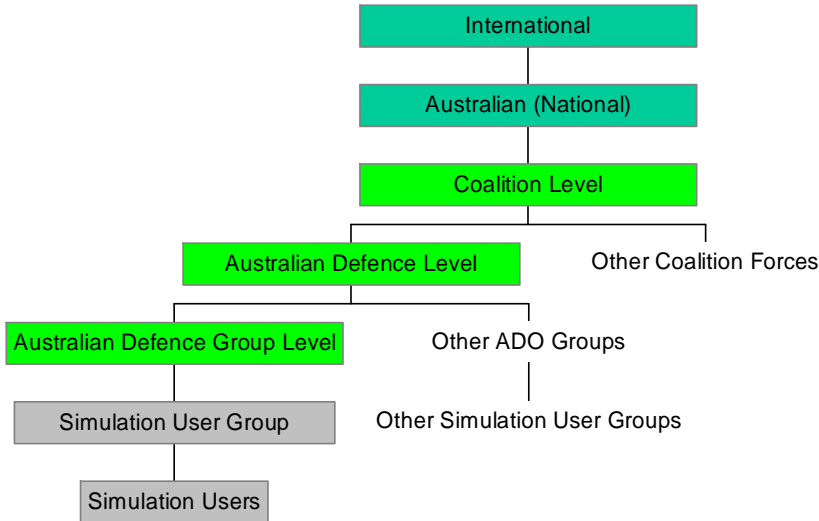 International
Australian (National)
Coalition Level
Australian Defence Level
Other Coalition Forces
Australian Defence Group Level
Other ADO Groups
Simulation User Group
Other Simulation User Groups
Simulation Users